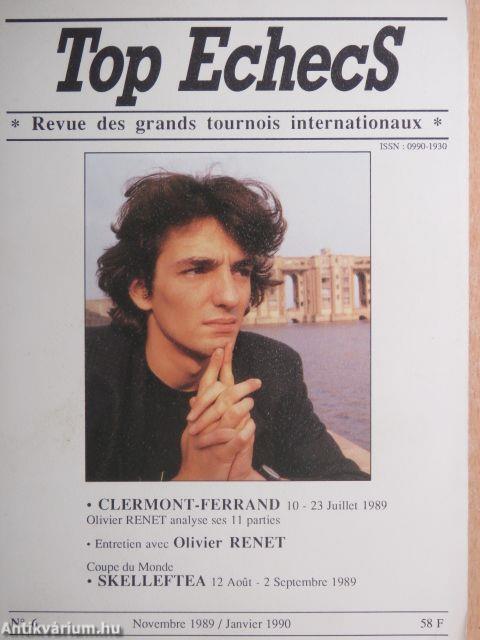 Top EchecS
* Revue des grands tournois internationaux *
ISSN : 0990-1930
• CLERMONT-FERRAND 10 - 23 Juillet 1989
Olivier RENET analyse ses 11 parties
• Entretien avec Olivier RENET
Coupe du Monde
• SKELLEFTEA 12 Août - 2 Septembre 1989
N° 6 Novembre 1989 / Janvier 1990 58 F
Antikvárium.hu